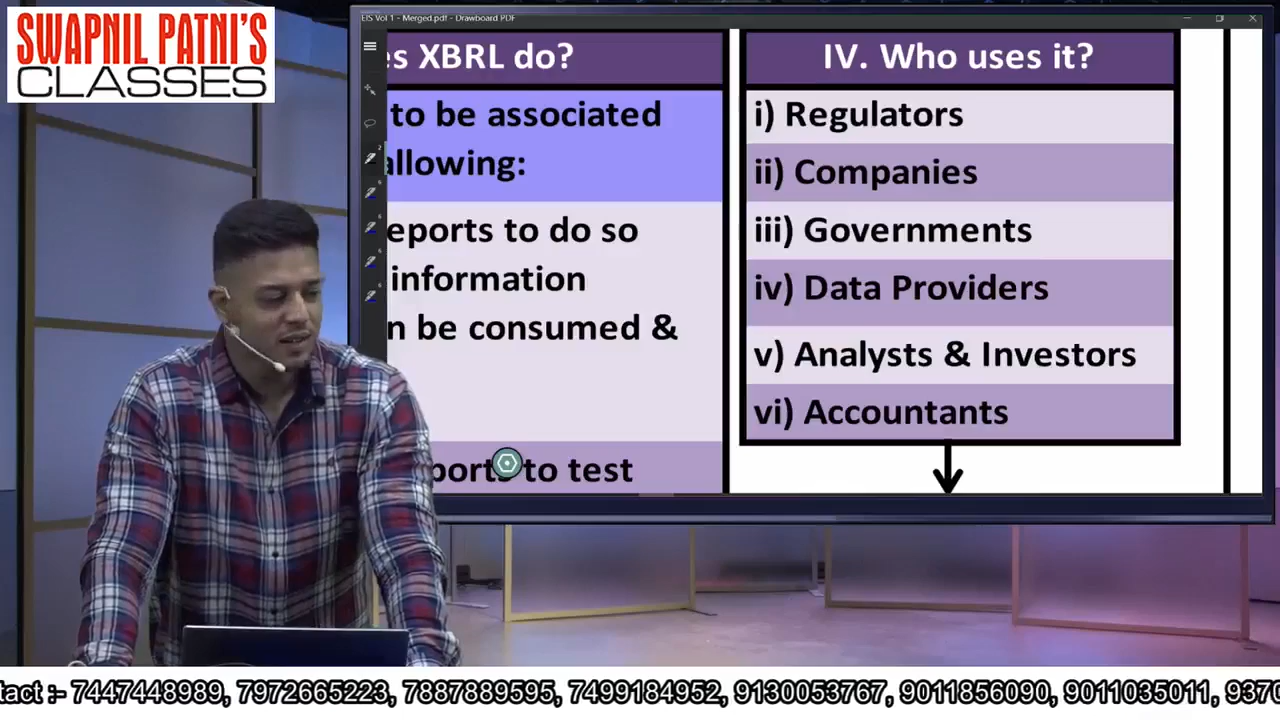 SWAPNIL PATNI'S
CLASSES
EIS Vol 1 - Merged.pdf - Drawboard PDF
es XBRL do?
to be associated
allowing:
eports to do so
information
n be consumed &
ports to test
IV. Who uses it?
i) Regulators
ii) Companies
iii) Governments
iv) Data Providers
v) Analysts & Investors
vi) Accountants
tact :- 7447448989, 7972665223, 7887889595, 7499184952, 9130053767, 9011856090, 9011035011, 9370